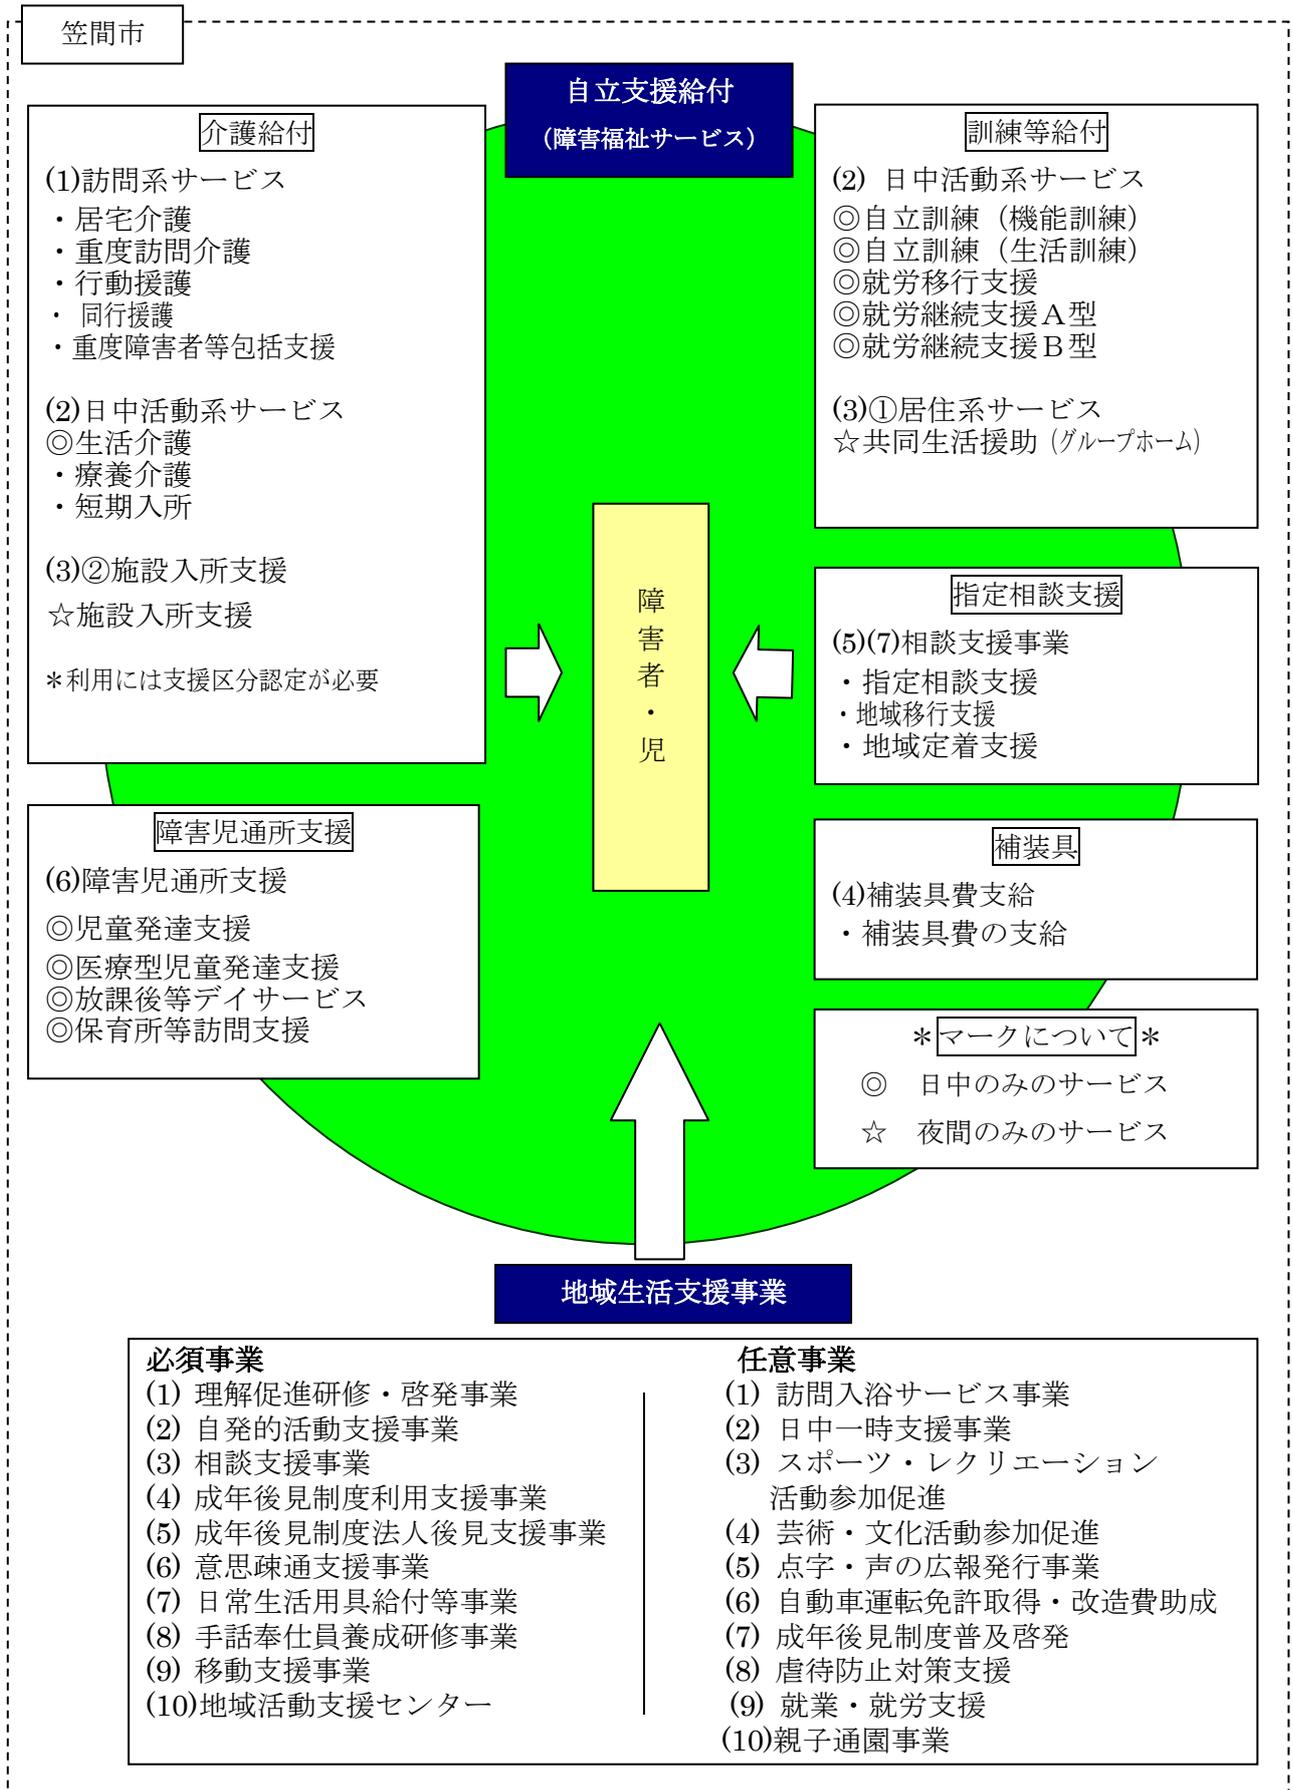 笠間市
自立支援給付
（障害福祉サービス）
介護給付
(1)訪問系サービス
・居宅介護
・重度訪問介護
・行動援護
・ 同行援護
・重度障害者等包括支援
(2)日中活動系サービス
◎生活介護
・療養介護
・短期入所
(3)②施設入所支援
☆施設入所支援
＊利用には支援区分認定が必要
訓練等給付
(2) 日中活動系サービス
◎自立訓練（機能訓練）
◎自立訓練（生活訓練）
◎就労移行支援
◎就労継続支援Ａ型
◎就労継続支援Ｂ型
(3)①居住系サービス
☆共同生活援助（グループホーム）
障害者・児
指定相談支援
(5)(7)相談支援事業
・指定相談支援
・地域移行支援
・地域定着支援
障害児通所支援
(6)障害児通所支援
◎児童発達支援
◎医療型児童発達支援
◎放課後等デイサービス
◎保育所等訪問支援
補装具
(4)補装具費支給
・補装具費の支給
＊マークについて＊
◎　日中のみのサービス
☆　夜間のみのサービス
地域生活支援事業
必須事業
(1) 理解促進研修・啓発事業
(2) 自発的活動支援事業
(3) 相談支援事業
(4) 成年後見制度利用支援事業
(5) 成年後見制度法人後見支援事業
(6) 意思疎通支援事業
(7) 日常生活用具給付等事業
(8) 手話奉仕員養成研修事業
(9) 移動支援事業
(10)地域活動支援センター
任意事業
(1) 訪問入浴サービス事業
(2) 日中一時支援事業
(3) スポーツ・レクリエーション
活動参加促進
(4) 芸術・文化活動参加促進
(5) 点字・声の広報発行事業
(6) 自動車運転免許取得・改造費助成
(7) 成年後見制度普及啓発
(8) 虐待防止対策支援
(9) 就業・就労支援
(10)親子通園事業